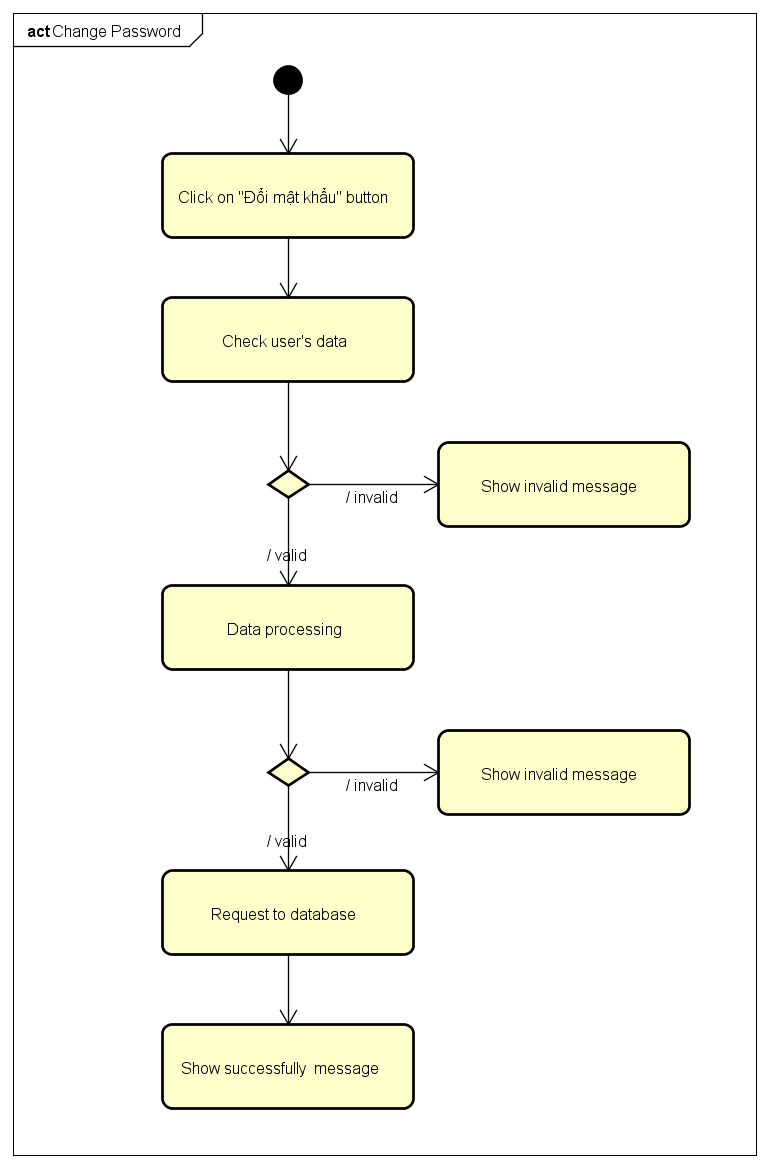 act Change Password
Click on "Đổi mật khẩu" button
Check user's data
/ invalid
Show invalid message
/ valid
Data processing
/ invalid
Show invalid message
/ valid
Request to database
Show successfully  message